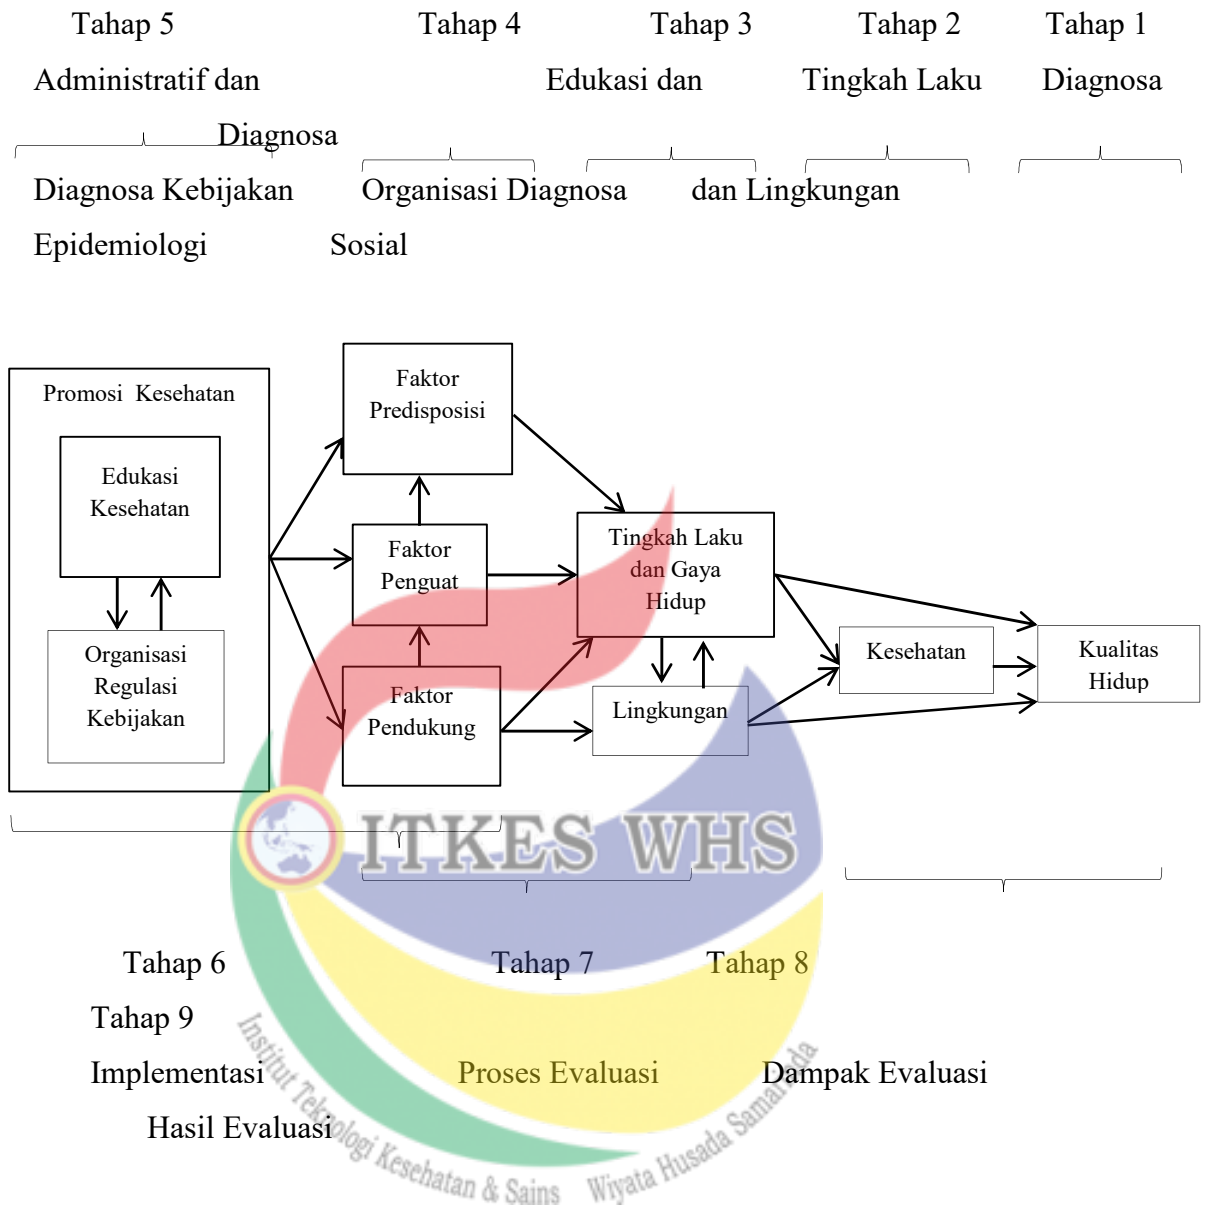 Tahap 5 Tahap 4 Tahap 3 Tahap 2 Tahap 1
Administratif dan Edukasi dan Tingkah Laku Diagnosa
Diagnosa
Diagnosa Kebijakan Organisasi Diagnosa dan Lingkungan
Epidemiologi Sosial
Promosi Kesehatan
Edukasi
Kesehatan
Organisasi
Regulasi
Kebijakan
Faktor
Predisposisi
Faktor
Penguat
Faktor
Pendukung
Tingkah Laku
dan Gaya
Hidup
Lingkungan
Kesehatan
Kualitas
Hidup
ITKES WHS
Tahap 6 Tahap 7 Tahap 8
Tahap 9
Implementasi Proses Evaluasi Dampak Evaluasi
Hasil Evaluasi
Institut Teknologi Kesehatan & Sains Wiyata Husada Samarinda